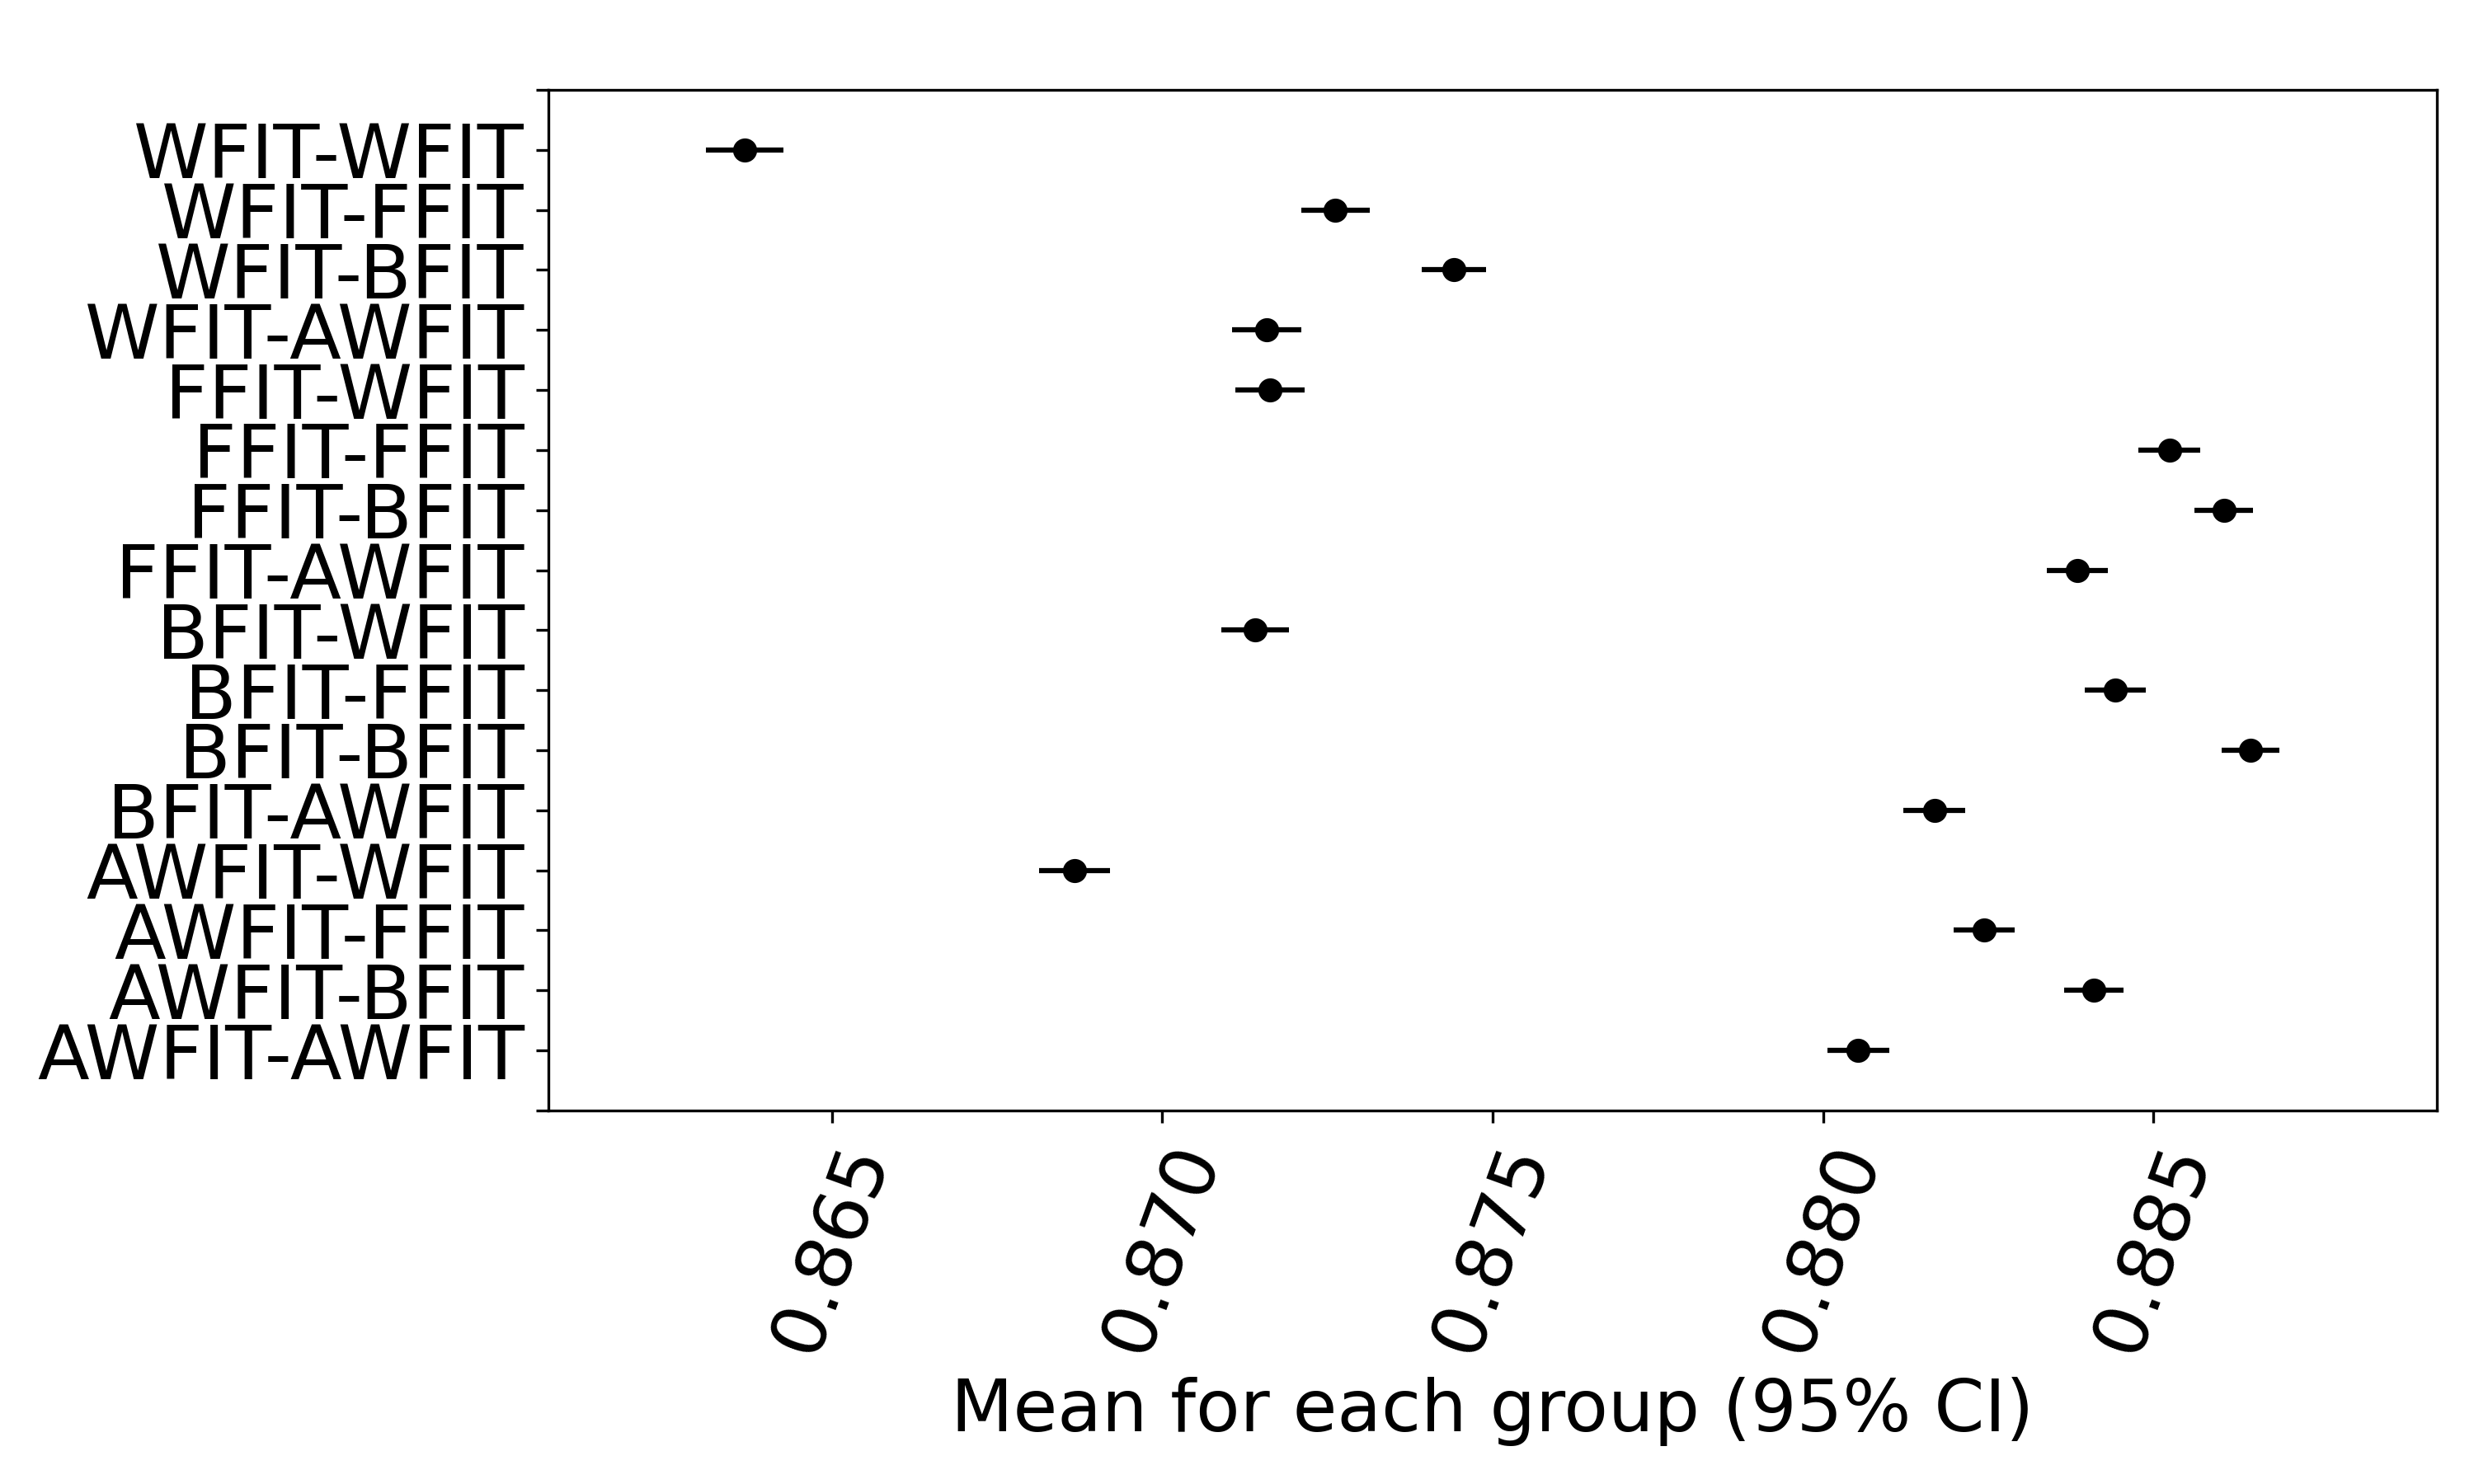 WFIT-WFIT
WFIT-FFIT
WFIT-BFIT
WFIT-AWFIT
FFIT-WFIT
FFIT-FFIT
FFIT-BFIT
FFIT-AWFIT
BFIT-WFIT
BFIT-FFIT
BFIT-BFIT
BFIT-AWFIT
AWFIT-WFIT
AWFIT-FFIT
AWFIT-BFIT
AWFIT-AWFIT
0.865 0.870 0.875 0.880 0.885
Mean for each group (95% CI)